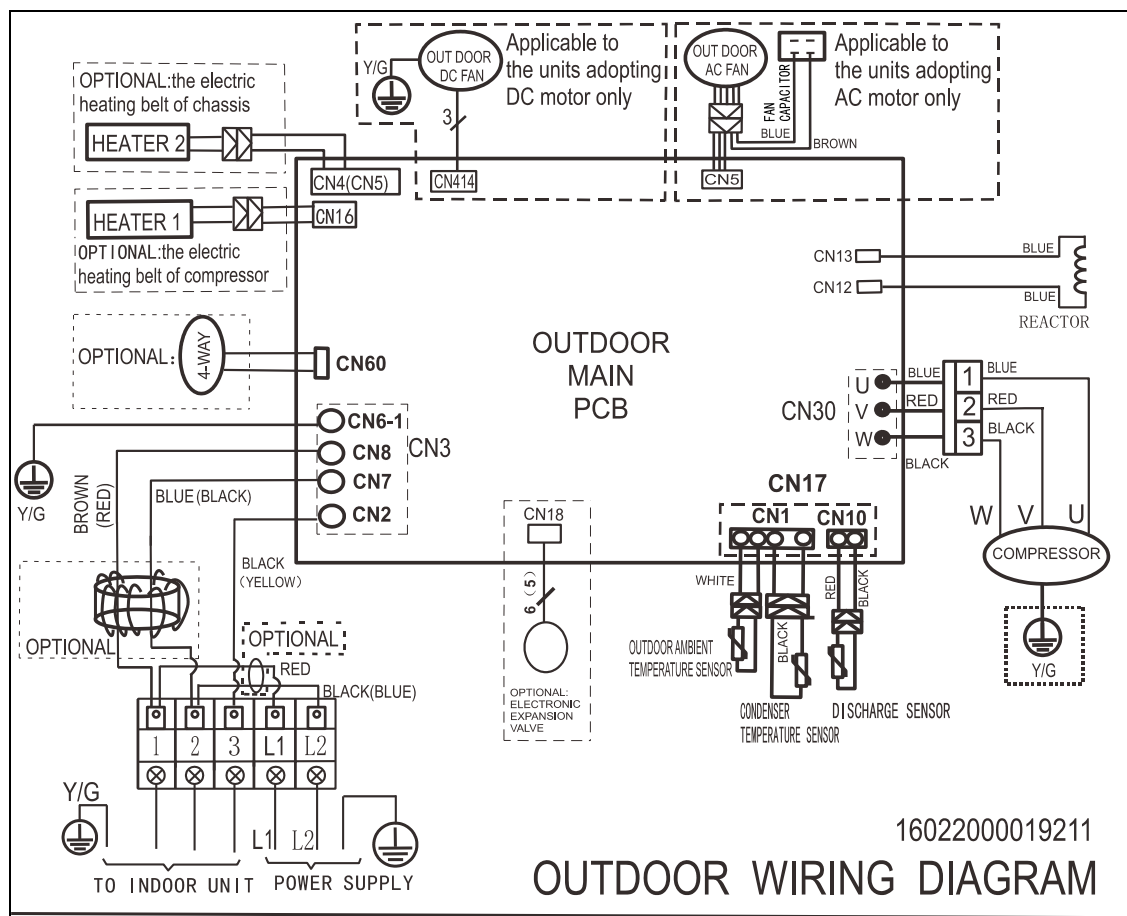 OPTIONAL:the electric
heating belt of chassis
HEATER 2
CN4(CN5)
HEATER 1
CN16
OPTIONAL:the electric
heating belt of compressor
Y/G
OUT DOOR
DC FAN
3
CN414
Applicable to
the units adopting
DC motor only
OUT DOOR
AC FAN
FAN
CAPACITOR
BLUE
BROWN
CN5
Applicable to
the units adopting
AC motor only
CN13
BLUE
CN12
BLUE
REACTOR
OPTIONAL:
4-WAY
CN60
OUTDOOR
MAIN
PCB
CN6-1
CN8
CN7
CN2
CN3
Y/G
BROWN
(RED)
BLUE(BLACK)
BLACK
(YELLOW)
CN30
U
V
W
BLUE
RED
BLACK
1
2
3
BLUE
RED
BLACK
W V U
COMPRESSOR
Y/G
CN17
CN1
CN10
WHITE
BLACK
RED
BLACK
OUTDOOR AMBIENT
TEMPERATURE SENSOR
CONDENSER
TEMPERATURE SENSOR
DISCHARGE SENSOR
CN18
6 (5)
OPTIONAL:
ELECTRONIC
EXPANSION
VALVE
OPTIONAL
OPTIONAL
RED
BLACK(BLUE)
1 2 3 L1 L2
Y/G
L1 L2
TO INDOOR UNIT
POWER SUPPLY
16022000019211
OUTDOOR WIRING DIAGRAM